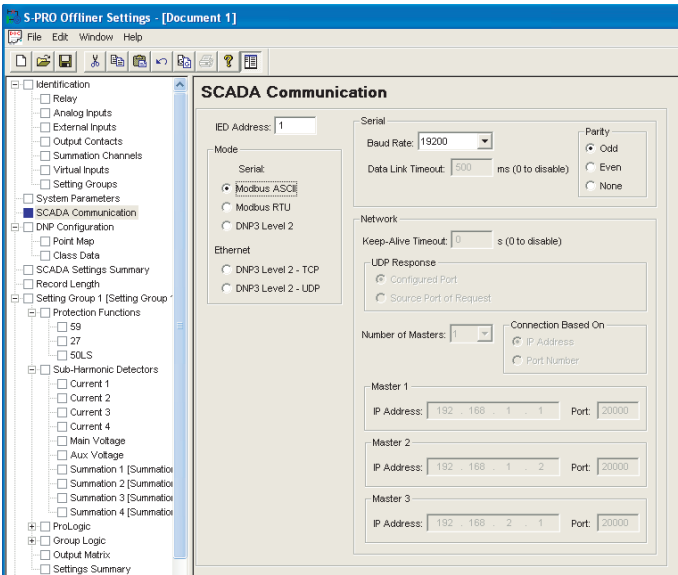 S-PRO Offliner Settings - [Document 1]
File Edit Window Help
Identification
Relay
Analog Inputs
External Inputs
Output Contacts
Summation Channels
Virtual Inputs
Setting Groups
System Parameters
SCADA Communication
DNP Configuration
Point Map
Class Data
SCADA Settings Summary
Record Length
Setting Group 1 [Setting Group
Protection Functions
59
27
50LS
Sub-Harmonic Detectors
Current 1
Current 2
Current 3
Current 4
Main Voltage
Aux Voltage
Summation 1 [Summation
Summation 2 [Summation
Summation 3 [Summation
Summation 4 [Summation
ProLogic
Group Logic
Output Matrix
Settings Summary
SCADA Communication
IED Address: 1
Mode
Serial:
Modbus ASCII
Modbus RTU
DNP3 Level 2
Ethernet
DNP3 Level 2 - TCP
DNP3 Level 2 - UDP
Serial
Baud Rate: 19200
Data Link Timeout: 500 ms (0 to disable)
Parity
Odd
Even
None
Network
Keep-Alive Timeout: 0 s (0 to disable)
UDP Response
Configured Port
Source Port of Request
Number of Masters: 1
Connection Based On
IP Address
Port Number
Master 1
IP Address: 192 . 168 . 1 . 1 Port: 20000
Master 2
IP Address: 192 . 168 . 1 . 2 Port: 20000
Master 3
IP Address: 192 . 168 . 2 . 1 Port: 20000